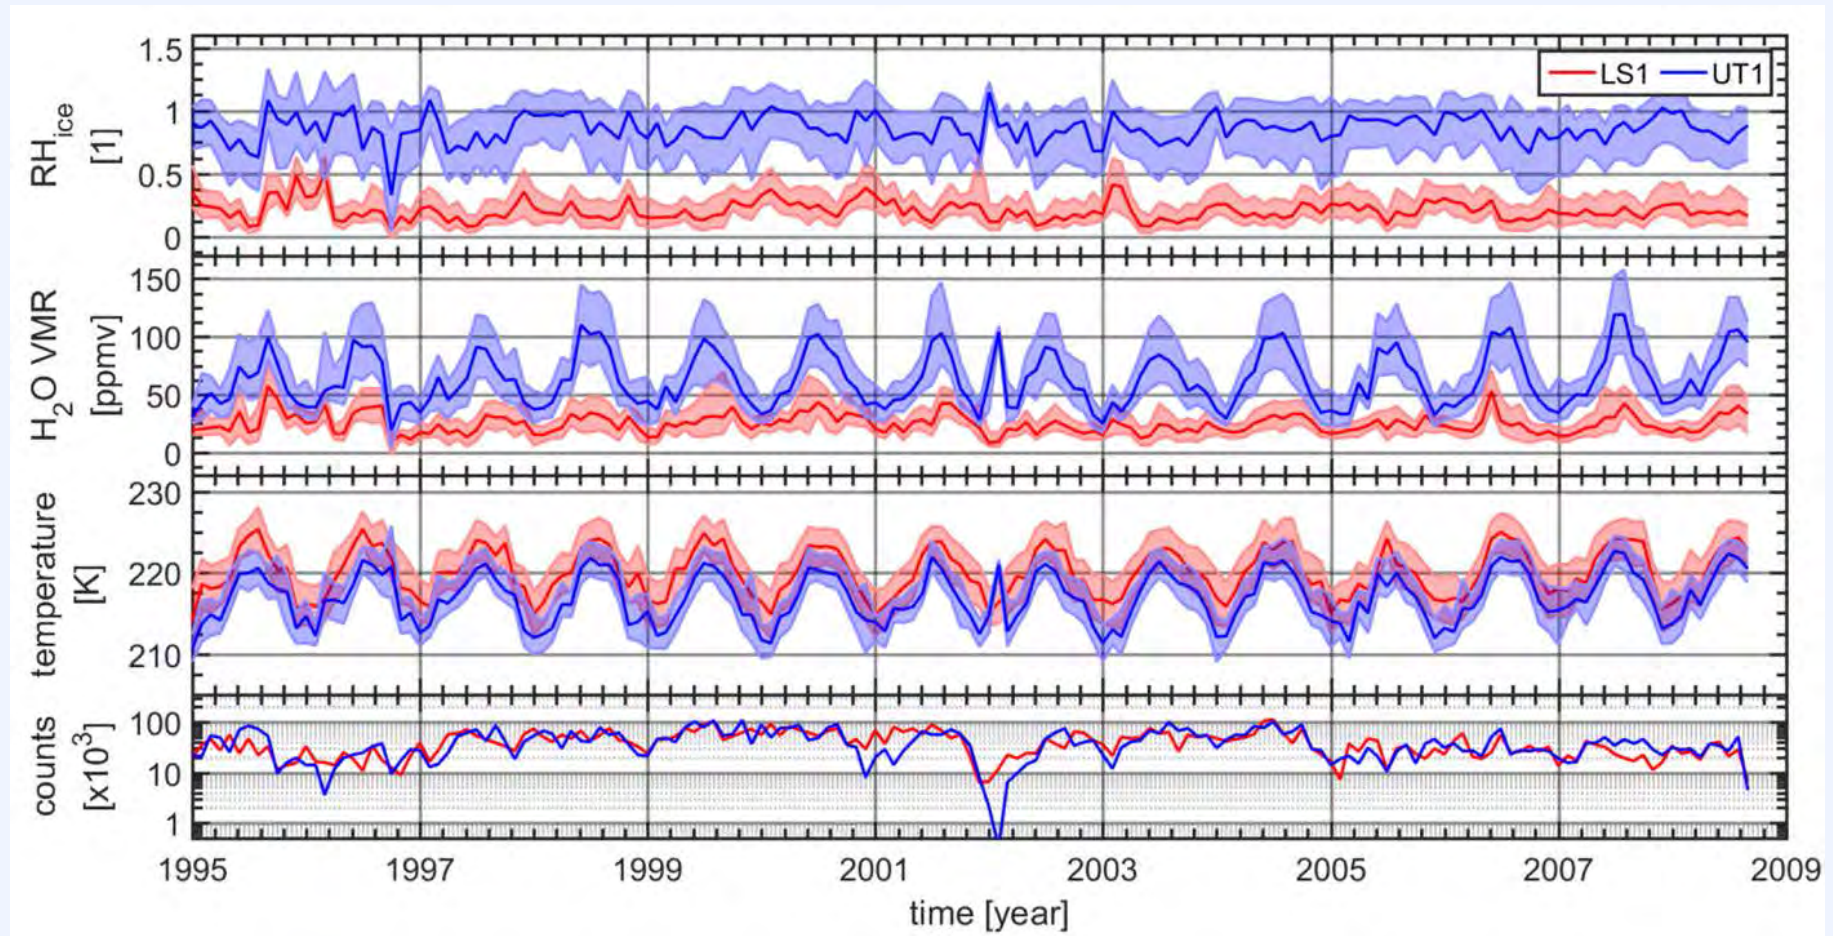 1.5
1
0.5
0
RHice
[1]
LS1 UT1
150
100
50
0
H2O VMR
[ppmv]
230
220
210
temperature
[K]
100
10
1
counts
[x10³]
1995 1997 1999 2001 2003 2005 2007 2009
time [year]